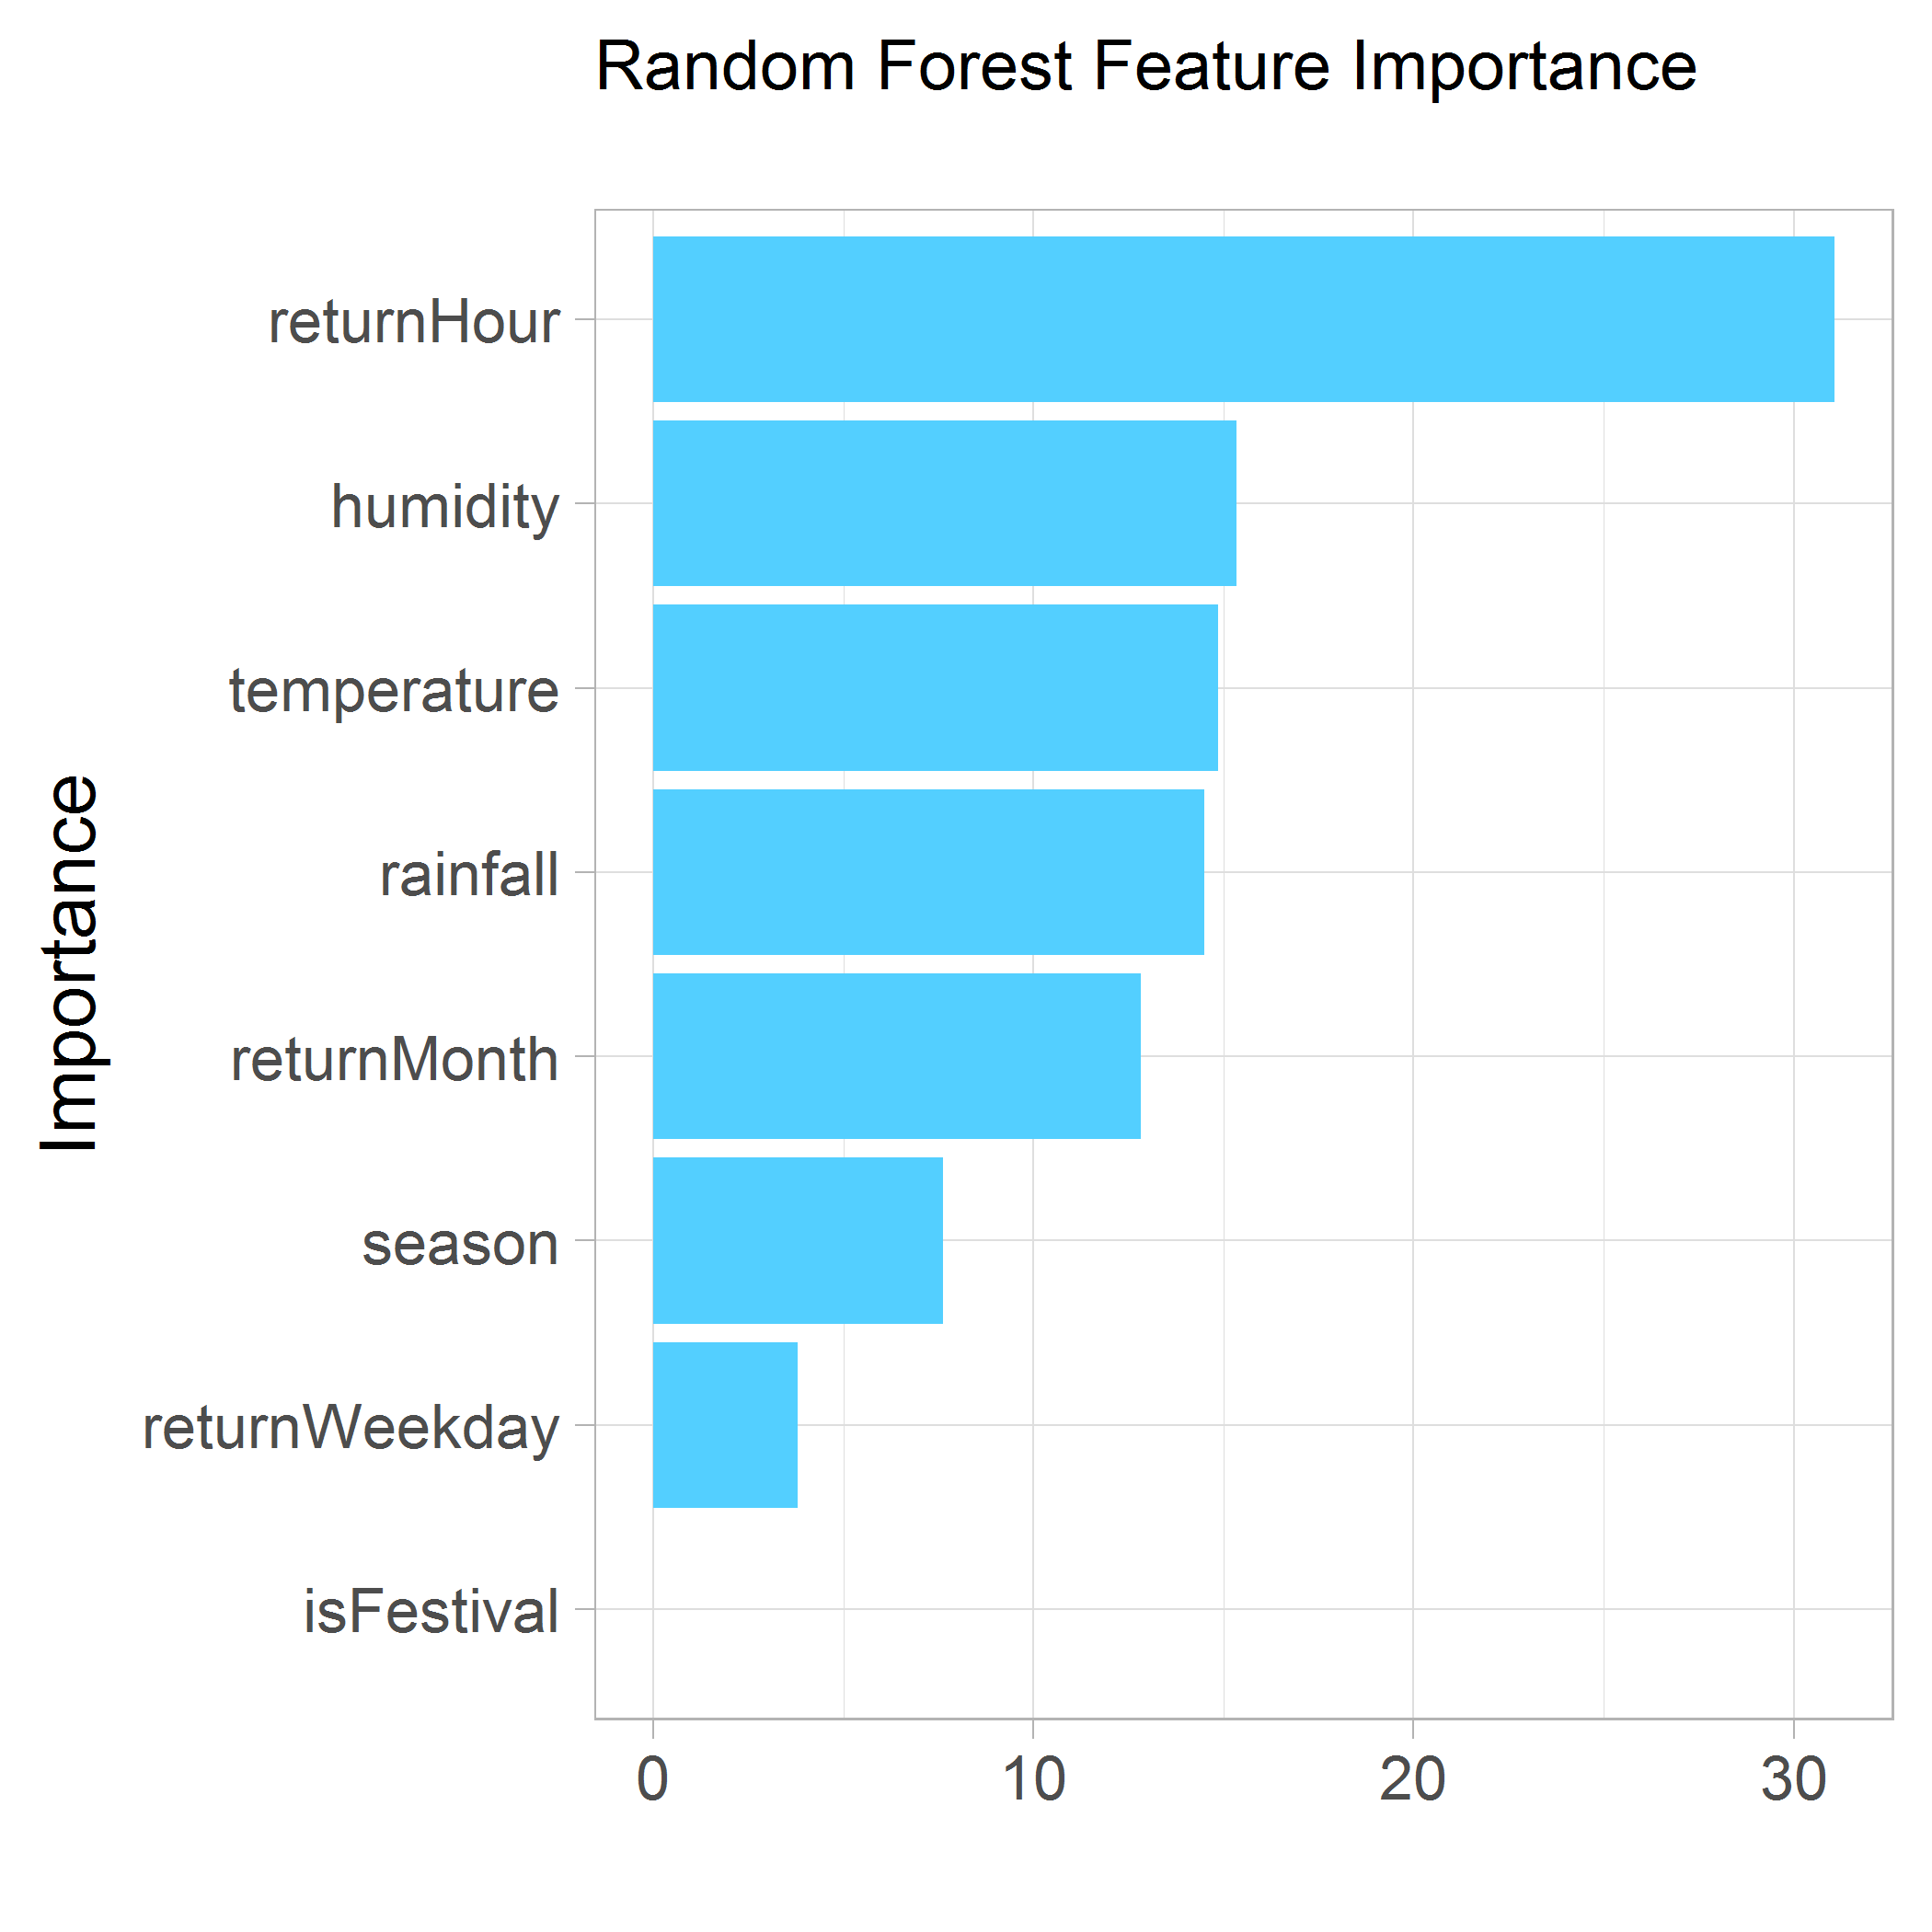 Random Forest Feature Importance
Importance
returnHour
humidity
temperature
rainfall
returnMonth
season
returnWeekday
isFestival
0 10 20 30